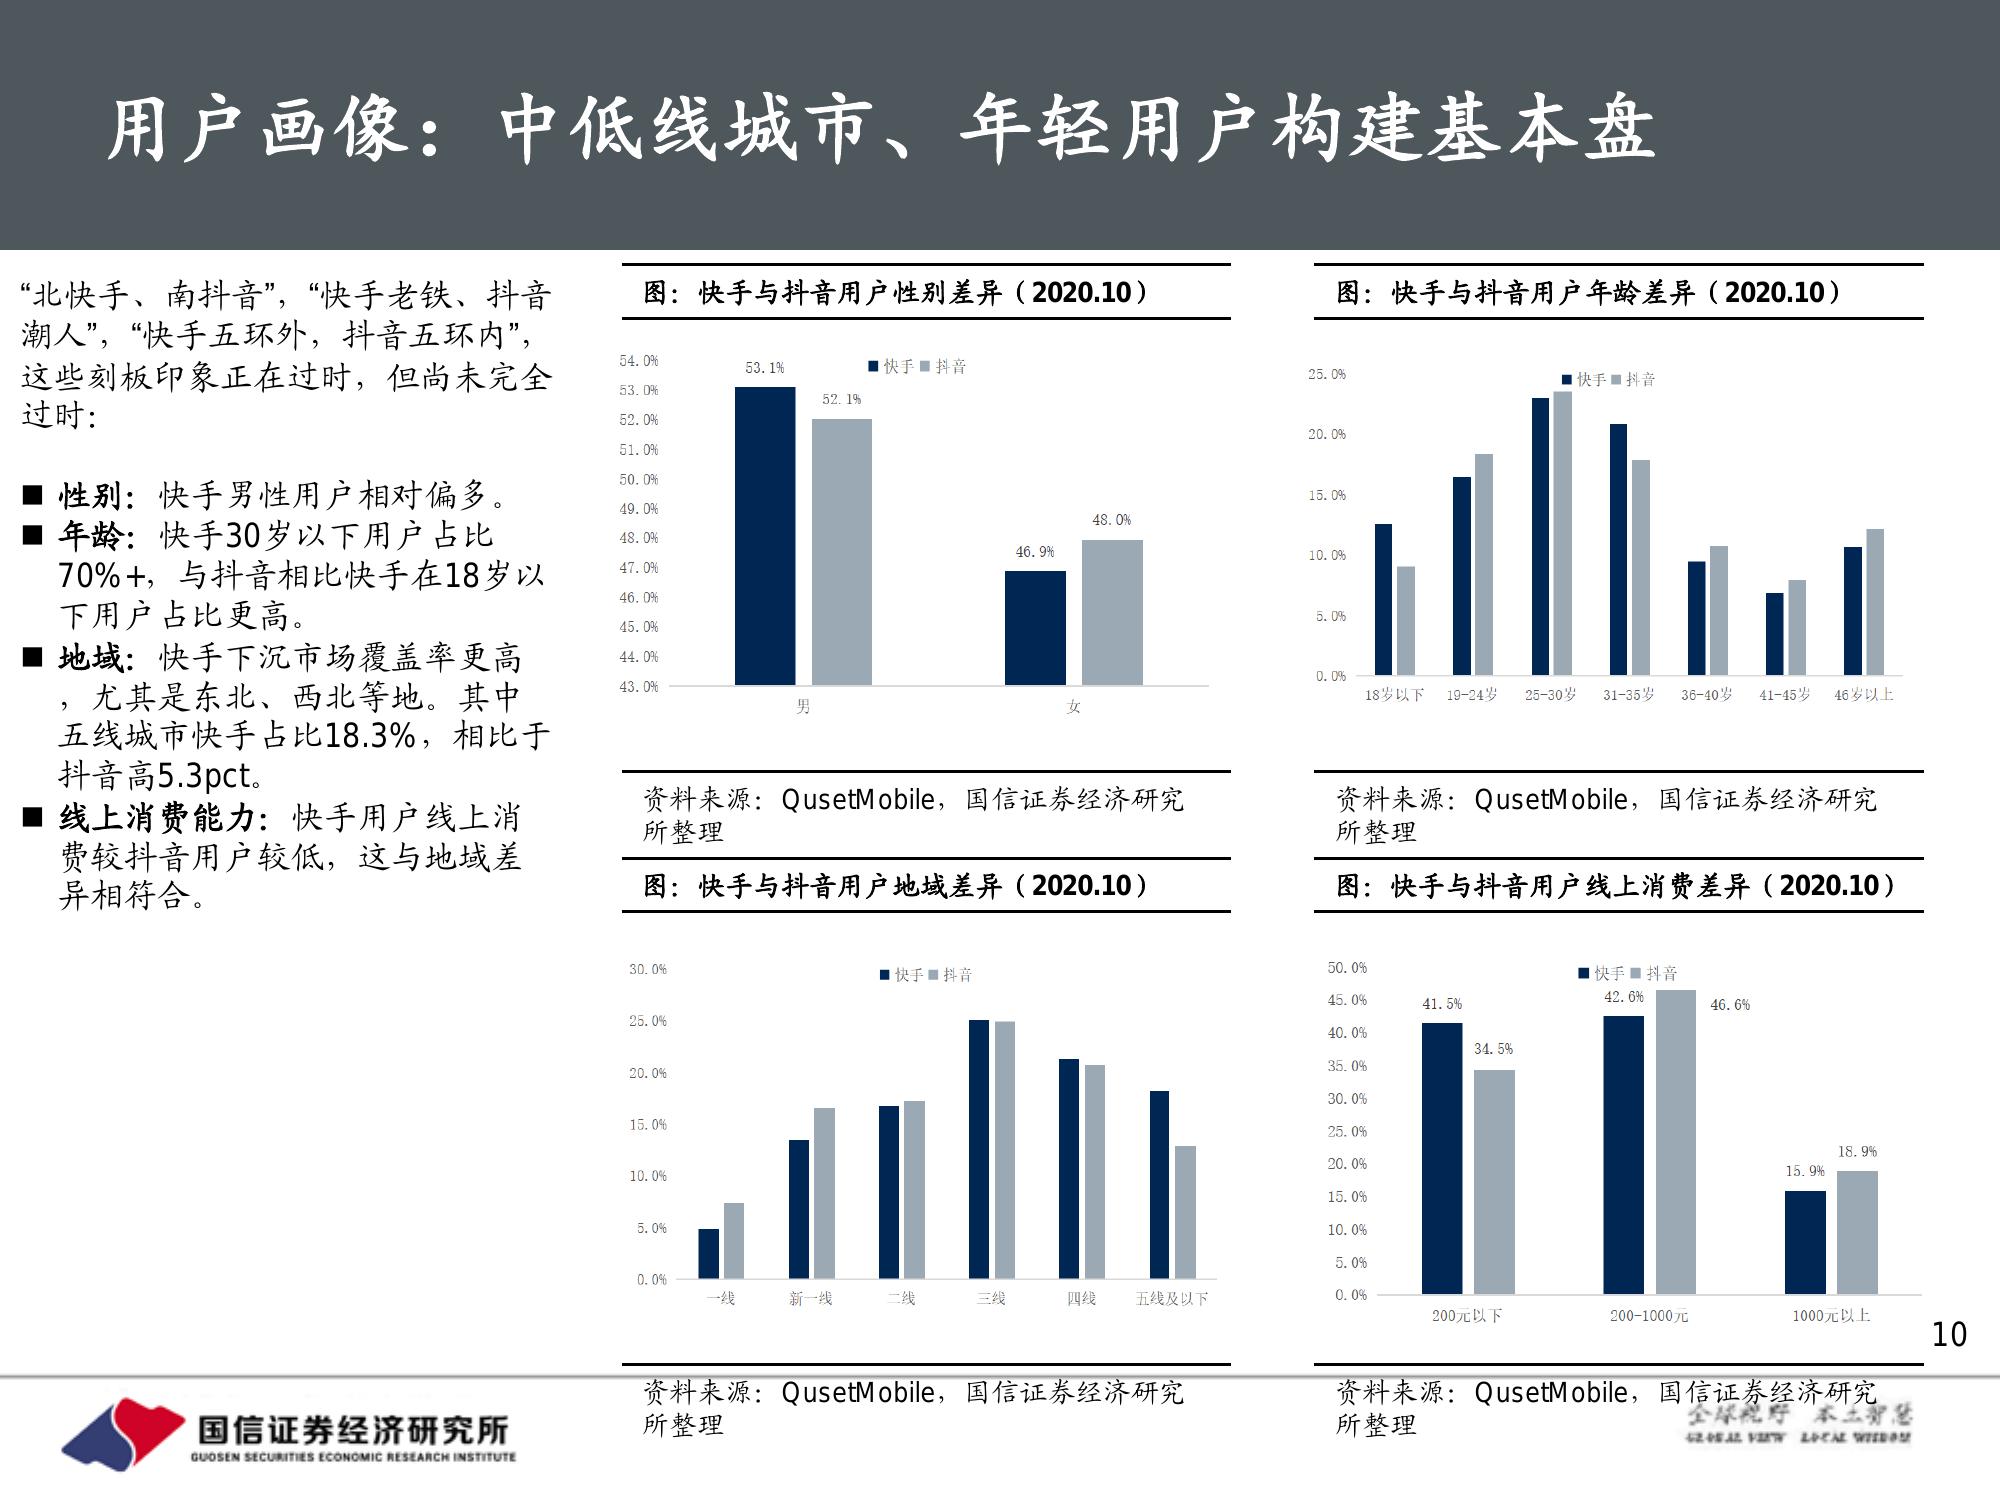 用户画像：中低线城市、年轻用户构建基本盘
“北快手、南抖音”，“快手老铁、抖音
潮人”，“快手五环外，抖音五环内”，
这些刻板印象正在过时，但尚未完全
过时：
■ 性别：快手男性用户相对偏多。
■ 年龄：快手30岁以下用户占比
70%+，与抖音相比快手在18岁以
下用户占比更高。
■ 地域：快手下沉市场覆盖率更高
，尤其是东北、西北等地。其中
五线城市快手占比18.3%，相比于
抖音高5.3pct。
■ 线上消费能力：快手用户线上消
费较抖音用户较低，这与地域差
异相符合。
图：快手与抖音用户性别差异（2020.10）
快手 抖音
54.0%
53.0%
52.0%
51.0%
50.0%
49.0%
48.0%
47.0%
46.0%
45.0%
44.0%
43.0%
53.1%
52.1%
46.9%
48.0%
男 女
资料来源：QusetMobile，国信证券经济研究
所整理
图：快手与抖音用户年龄差异（2020.10）
快手 抖音
25.0%
20.0%
15.0%
10.0%
5.0%
0.0%
18岁以下 19-24岁 25-30岁 31-35岁 36-40岁 41-45岁 46岁以上
资料来源：QusetMobile，国信证券经济研究
所整理
图：快手与抖音用户地域差异（2020.10）
快手 抖音
30.0%
25.0%
20.0%
15.0%
10.0%
5.0%
0.0%
一线 新一线 二线 三线 四线 五线及以下
资料来源：QusetMobile，国信证券经济研究
所整理
图：快手与抖音用户线上消费差异（2020.10）
快手 抖音
50.0%
45.0%
40.0%
35.0%
30.0%
25.0%
20.0%
15.0%
10.0%
5.0%
0.0%
41.5%
34.5%
42.6%
46.6%
15.9%
18.9%
200元以下 200-1000元 1000元以上
资料来源：QusetMobile，国信证券经济研究
所整理
10
国信证券经济研究所
GUOSEN SECURITIES ECONOMIC RESEARCH INSTITUTE
全球视野 本土智慧
GLOBAL VIEW LOCAL WISDOM